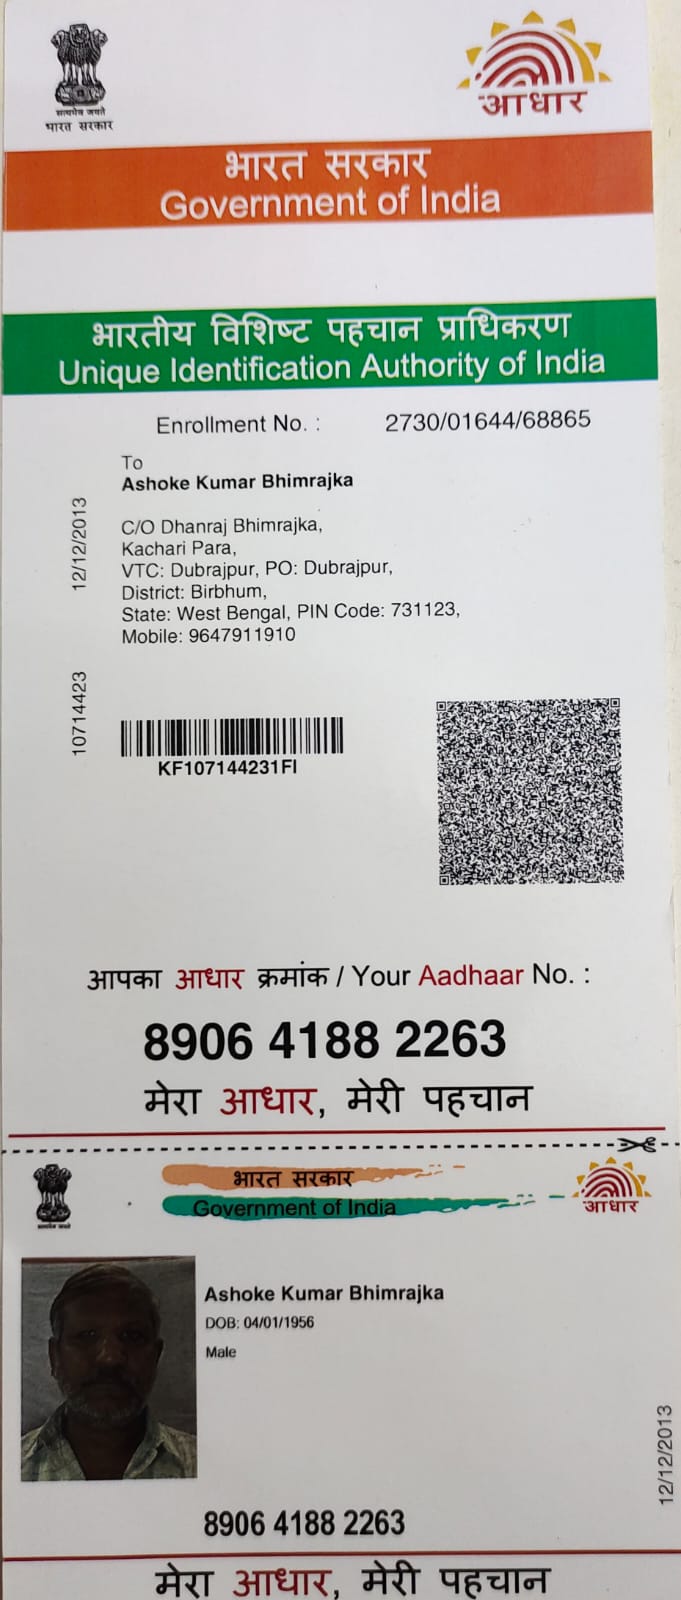 सत्यमेव जयते
भारत सरकार
आधार
भारत सरकार
Government of India
भारतीय विशिष्ट पहचान प्राधिकरण
Unique Identification Authority of India
Enrollment No. : 2730/01644/68865
To
Ashoke Kumar Bhimrajka
C/O Dhanraj Bhimrajka,
Kachari Para,
VTC: Dubrajpur, PO: Dubrajpur,
District: Birbhum,
State: West Bengal, PIN Code: 731123,
Mobile: 9647911910
12/12/2013
10714423
KF107144231FI
आपका आधार क्रमांक / Your Aadhaar No. :
8906 4188 2263
मेरा आधार, मेरी पहचान
भारत सरकार
Government of India
आधार
Ashoke Kumar Bhimrajka
DOB: 04/01/1956
Male
12/12/2013
8906 4188 2263
मेरा आधार, मेरी पहचान